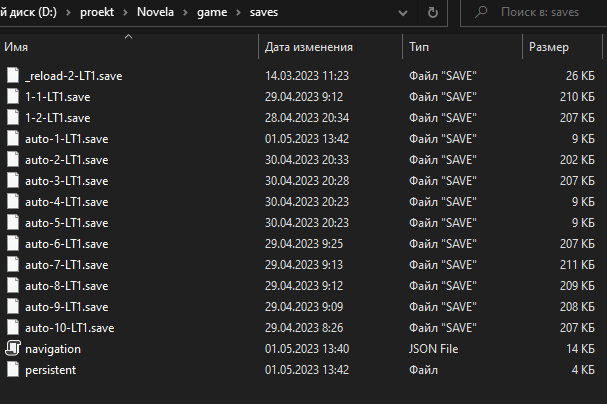 й диск (D:) › proekt › Novela › game › saves Поиск в: saves
Имя Дата изменения Тип Размер
_reload-2-LT1.save 14.03.2023 11:23 Файл "SAVE" 26 КБ
1-1-LT1.save 29.04.2023 9:12 Файл "SAVE" 210 КБ
1-2-LT1.save 28.04.2023 20:34 Файл "SAVE" 207 КБ
auto-1-LT1.save 01.05.2023 13:42 Файл "SAVE" 9 КБ
auto-2-LT1.save 30.04.2023 20:33 Файл "SAVE" 202 КБ
auto-3-LT1.save 30.04.2023 20:28 Файл "SAVE" 207 КБ
auto-4-LT1.save 30.04.2023 20:23 Файл "SAVE" 9 КБ
auto-5-LT1.save 30.04.2023 20:23 Файл "SAVE" 9 КБ
auto-6-LT1.save 29.04.2023 9:25 Файл "SAVE" 207 КБ
auto-7-LT1.save 29.04.2023 9:13 Файл "SAVE" 211 КБ
auto-8-LT1.save 29.04.2023 9:12 Файл "SAVE" 209 КБ
auto-9-LT1.save 29.04.2023 9:09 Файл "SAVE" 208 КБ
auto-10-LT1.save 29.04.2023 8:26 Файл "SAVE" 207 КБ
navigation 01.05.2023 13:40 JSON File 14 КБ
persistent 01.05.2023 13:42 Файл 4 КБ